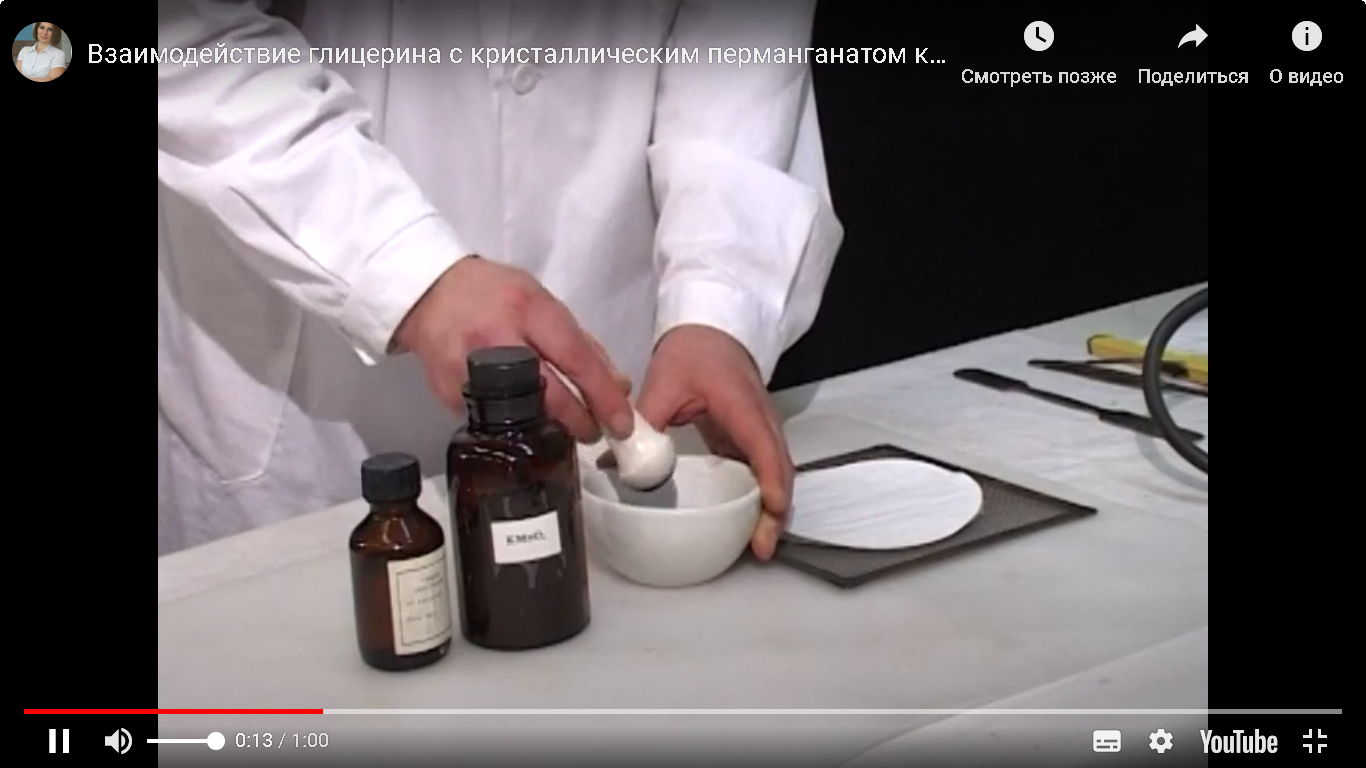 Взаимодействие глицерина с кристаллическим перманганатом к...
Смотреть позже
Поделиться
О видео
KMnO₄
0:13 / 1:00
YouTube